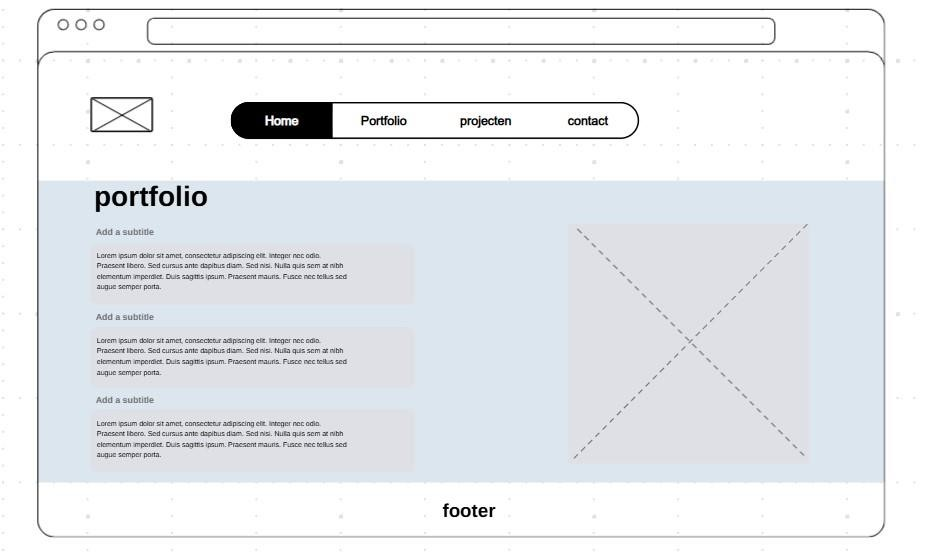 Home Portfolio projecten contact
portfolio
Add a subtitle
Lorem ipsum dolor sit amet, consectetur adipiscing elit. Integer nec odio.
Praesent libero. Sed cursus ante dapibus diam. Sed nisi. Nulla quis sem at nibh
elementum imperdiet. Duis sagittis ipsum. Praesent mauris. Fusce nec tellus sed
augue semper porta.
Add a subtitle
Lorem ipsum dolor sit amet, consectetur adipiscing elit. Integer nec odio.
Praesent libero. Sed cursus ante dapibus diam. Sed nisi. Nulla quis sem at nibh
elementum imperdiet. Duis sagittis ipsum. Praesent mauris. Fusce nec tellus sed
augue semper porta.
Add a subtitle
Lorem ipsum dolor sit amet, consectetur adipiscing elit. Integer nec odio.
Praesent libero. Sed cursus ante dapibus diam. Sed nisi. Nulla quis sem at nibh
elementum imperdiet. Duis sagittis ipsum. Praesent mauris. Fusce nec tellus sed
augue semper porta.
footer